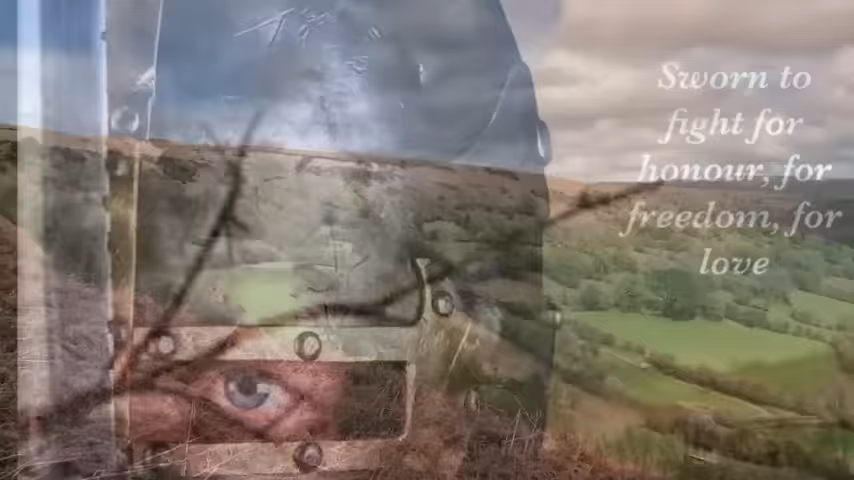 Sworn to
fight for
honour, for
freedom, for
love